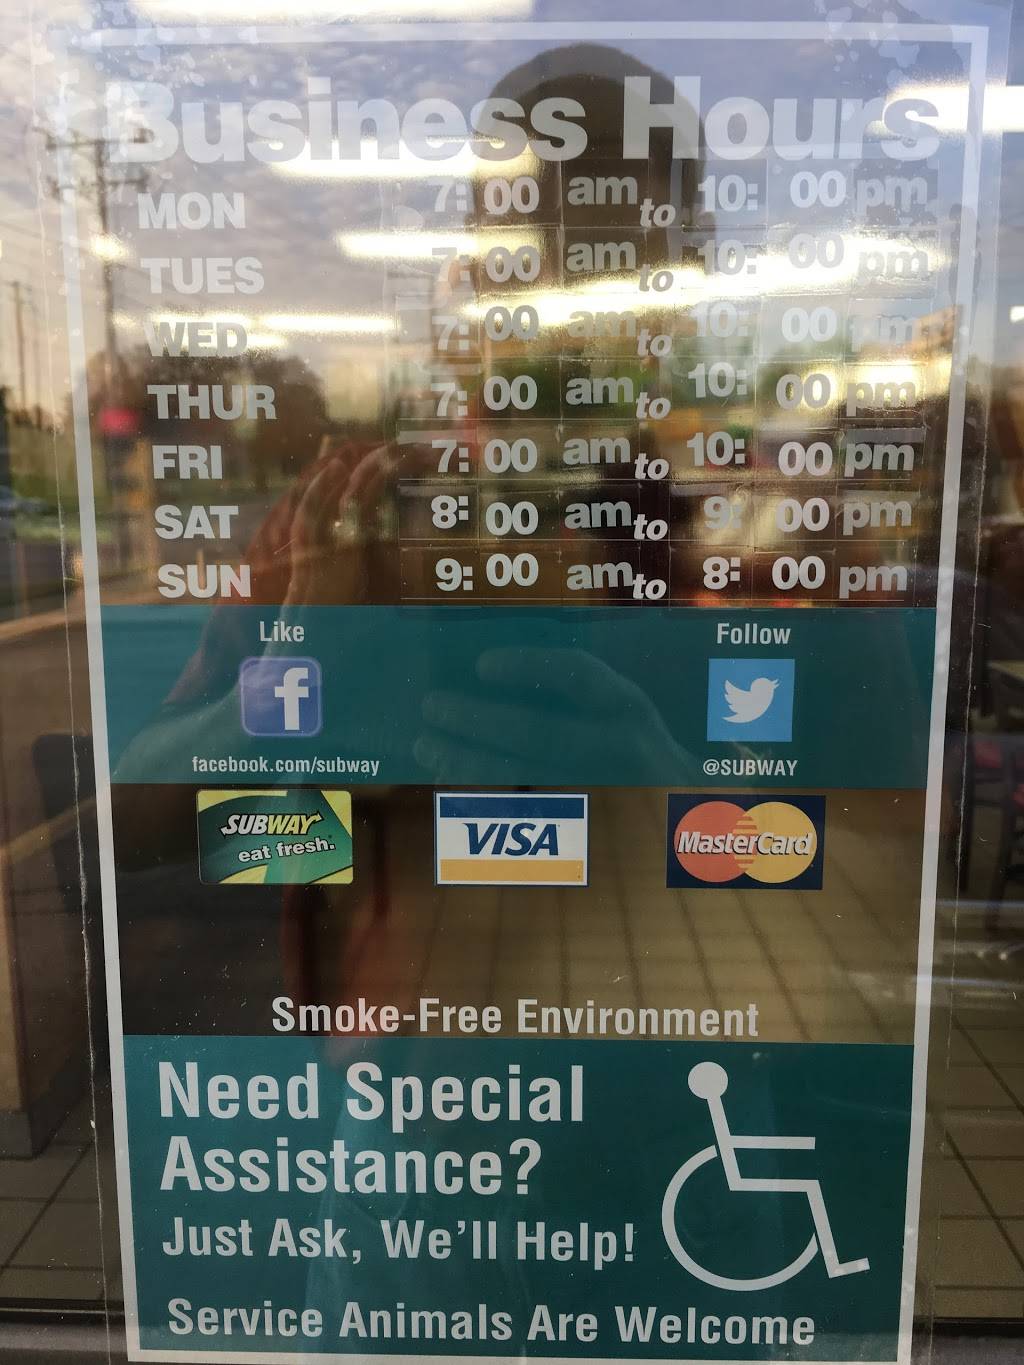 Business Hours
MON 7: 00 am to 10: 00 pm
TUES 7: 00 am to 10: 00 pm
WED 7: 00 am to 10: 00 pm
THUR 7: 00 am to 10: 00 pm
FRI 7: 00 am to 10: 00 pm
SAT 8: 00 am to 9: 00 pm
SUN 9: 00 am to 8: 00 pm
Like Follow
f
facebook.com/subway @SUBWAY
SUBWAY
eat fresh.
VISA
MasterCard
Smoke-Free Environment
Need Special
Assistance?
Just Ask, We'll Help!
Service Animals Are Welcome